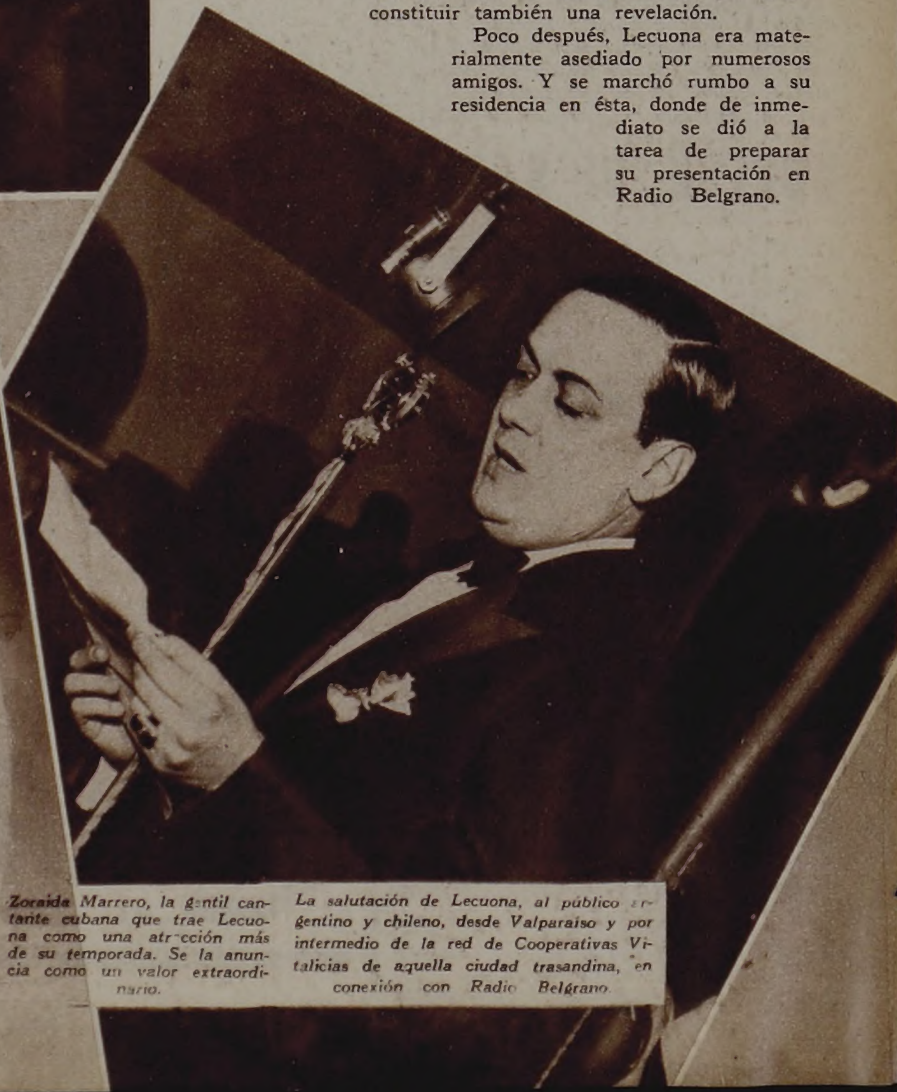 constituir también una revelación.
Poco después, Lecuona era mate-
rialmente asediado por numerosos
amigos. Y se marchó rumbo a su
residencia en ésta, donde de inme-
diato se dió a la
tarea de preparar
su presentación en
Radio Belgrano.
Zoraida Marrero, la gentil can-
tante cubana que trae Lecuo-
na como una atracción más
de su temporada. Se la anun-
cia como un valor extraordi-
nario.
La salutación de Lecuona, al público ar-
gentino y chileno, desde Valparaíso y por
intermedio de la red de Cooperativas Vi-
talicias de aquella ciudad trasandina, en
conexión con Radio Belgrano.